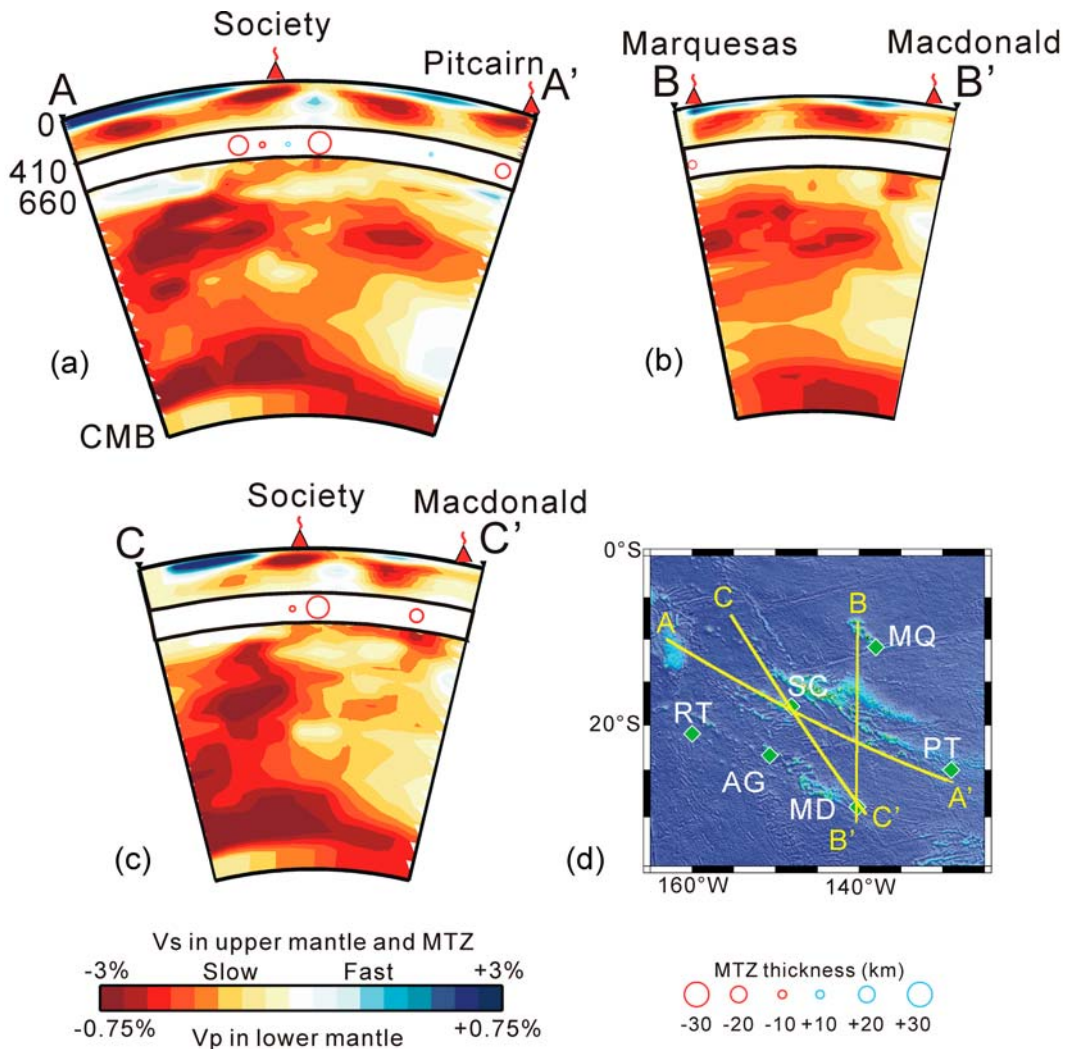 Society
Pitcairn
A
A'
0
410
660
(a)
CMB
Marquesas
Macdonald
B
B'
(b)
Society
Macdonald
C
C'
(c)
0°S
20°S
160°W
140°W
A
C
B
MQ
SC
RT
PT
AG
MD
A'
C'
B'
(d)
Vs in upper mantle and MTZ
-3% Slow Fast +3%
-0.75% Vp in lower mantle +0.75%
MTZ thickness (km)
-30 -20 -10 +10 +20 +30